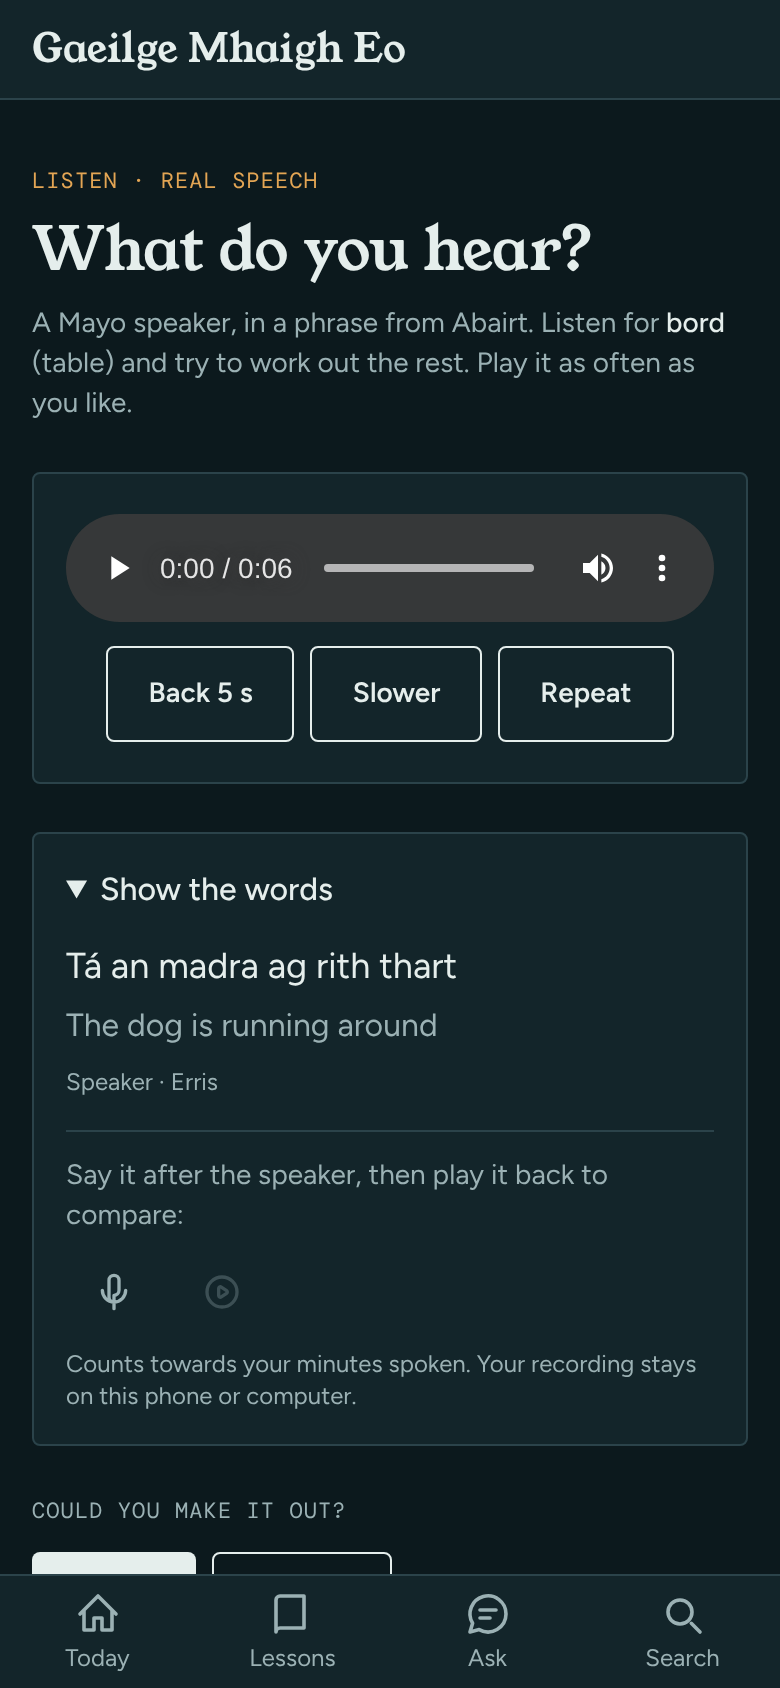 Gaeilge Mhaigh Eo
LISTEN · REAL SPEECH
What do you hear?
A Mayo speaker, in a phrase from Abairt. Listen for bord
(table) and try to work out the rest. Play it as often as
you like.
0:00 / 0:06
Back 5 s
Slower
Repeat
Show the words
Tá an madra ag rith thart
The dog is running around
Speaker · Erris
Say it after the speaker, then play it back to
compare:
Counts towards your minutes spoken. Your recording stays
on this phone or computer.
COULD YOU MAKE IT OUT?
Today
Lessons
Ask
Search